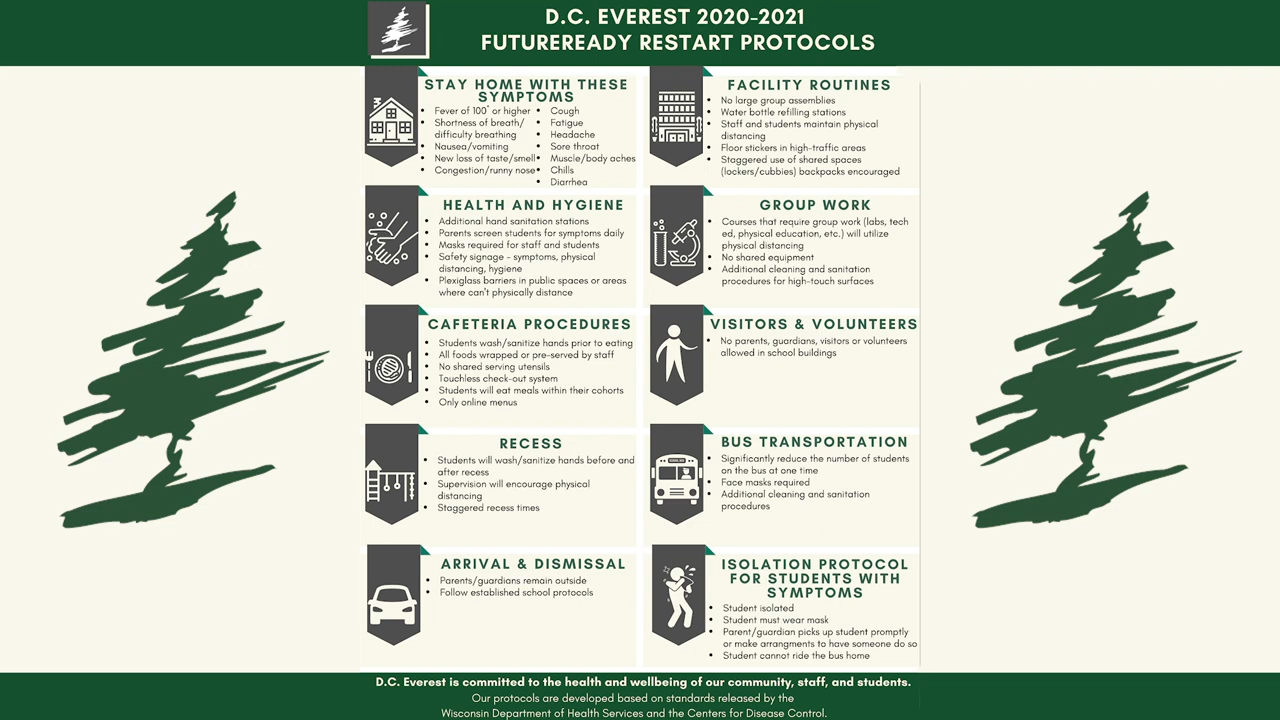 D.C. EVEREST 2020-2021
FUTUREREADY RESTART PROTOCOLS
STAY HOME WITH THESE
SYMPTOMS
• Fever of 100° or higher
• Shortness of breath/
difficulty breathing
• Nausea/vomiting
• New loss of taste/smell
• Congestion/runny nose
• Cough
• Fatigue
• Headache
• Sore throat
• Muscle/body aches
• Chills
• Diarrhea
FACILITY ROUTINES
• No large group assemblies
• Water bottle refilling stations
• Staff and students maintain physical
distancing
• Floor stickers in high-traffic areas
• Staggered use of shared spaces
(lockers/cubbies) backpacks encouraged
HEALTH AND HYGIENE
• Additional hand sanitation stations
• Parents screen students for symptoms daily
• Masks required for staff and students
• Safety signage - symptoms, physical
distancing, hygiene
• Plexiglass barriers in public spaces or areas
where can't physically distance
GROUP WORK
• Courses that require group work (labs, tech
ed, physical education, etc.) will utilize
physical distancing
• No shared equipment
• Additional cleaning and sanitation
procedures for high-touch surfaces
CAFETERIA PROCEDURES
• Students wash/sanitize hands prior to eating
• All foods wrapped or pre-served by staff
• No shared serving utensils
• Touchless check-out system
• Students will eat meals within their cohorts
• Only online menus
VISITORS & VOLUNTEERS
• No parents, guardians, visitors or volunteers
allowed in school buildings
RECESS
• Students will wash/sanitize hands before and
after recess
• Supervision will encourage physical
distancing
• Staggered recess times
BUS TRANSPORTATION
• Significantly reduce the number of students
on the bus at one time
• Face masks required
• Additional cleaning and sanitation
procedures
ARRIVAL & DISMISSAL
• Parents/guardians remain outside
• Follow established school protocols
ISOLATION PROTOCOL
FOR STUDENTS WITH
SYMPTOMS
• Student isolated
• Student must wear mask
• Parent/guardian picks up student promptly
or make arrangments to have someone do so
• Student cannot ride the bus home
D.C. Everest is committed to the health and wellbeing of our community, staff, and students.
Our protocols are developed based on standards released by the
Wisconsin Department of Health Services and the Centers for Disease Control.